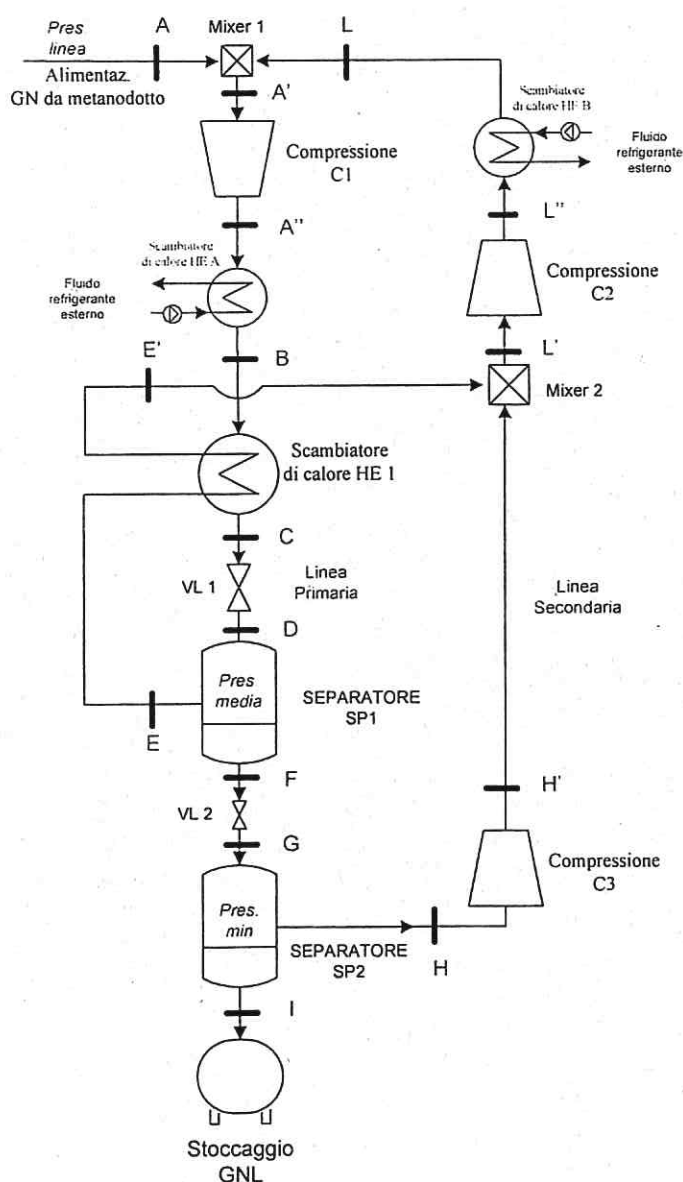 Pres
linea
A
Mixer 1
L
Alimentaz.
GN da metanodotto
A'
Scambiatore
di calore HE B
Fluido
refrigerante
esterno
Compressione
C1
A''
L''
Scambiatore
di calore HE A
Fluido
refrigerante
esterno
Compressione
C2
E'
B
L'
Mixer 2
Scambiatore
di calore HE 1
C
VL 1
Linea
Primaria
Linea
Secondaria
D
Pres
media
SEPARATORE
SP1
E
F
H'
VL 2
G
Compressione
C3
Pres.
min
SEPARATORE
SP2
H
I
Stoccaggio
GNL